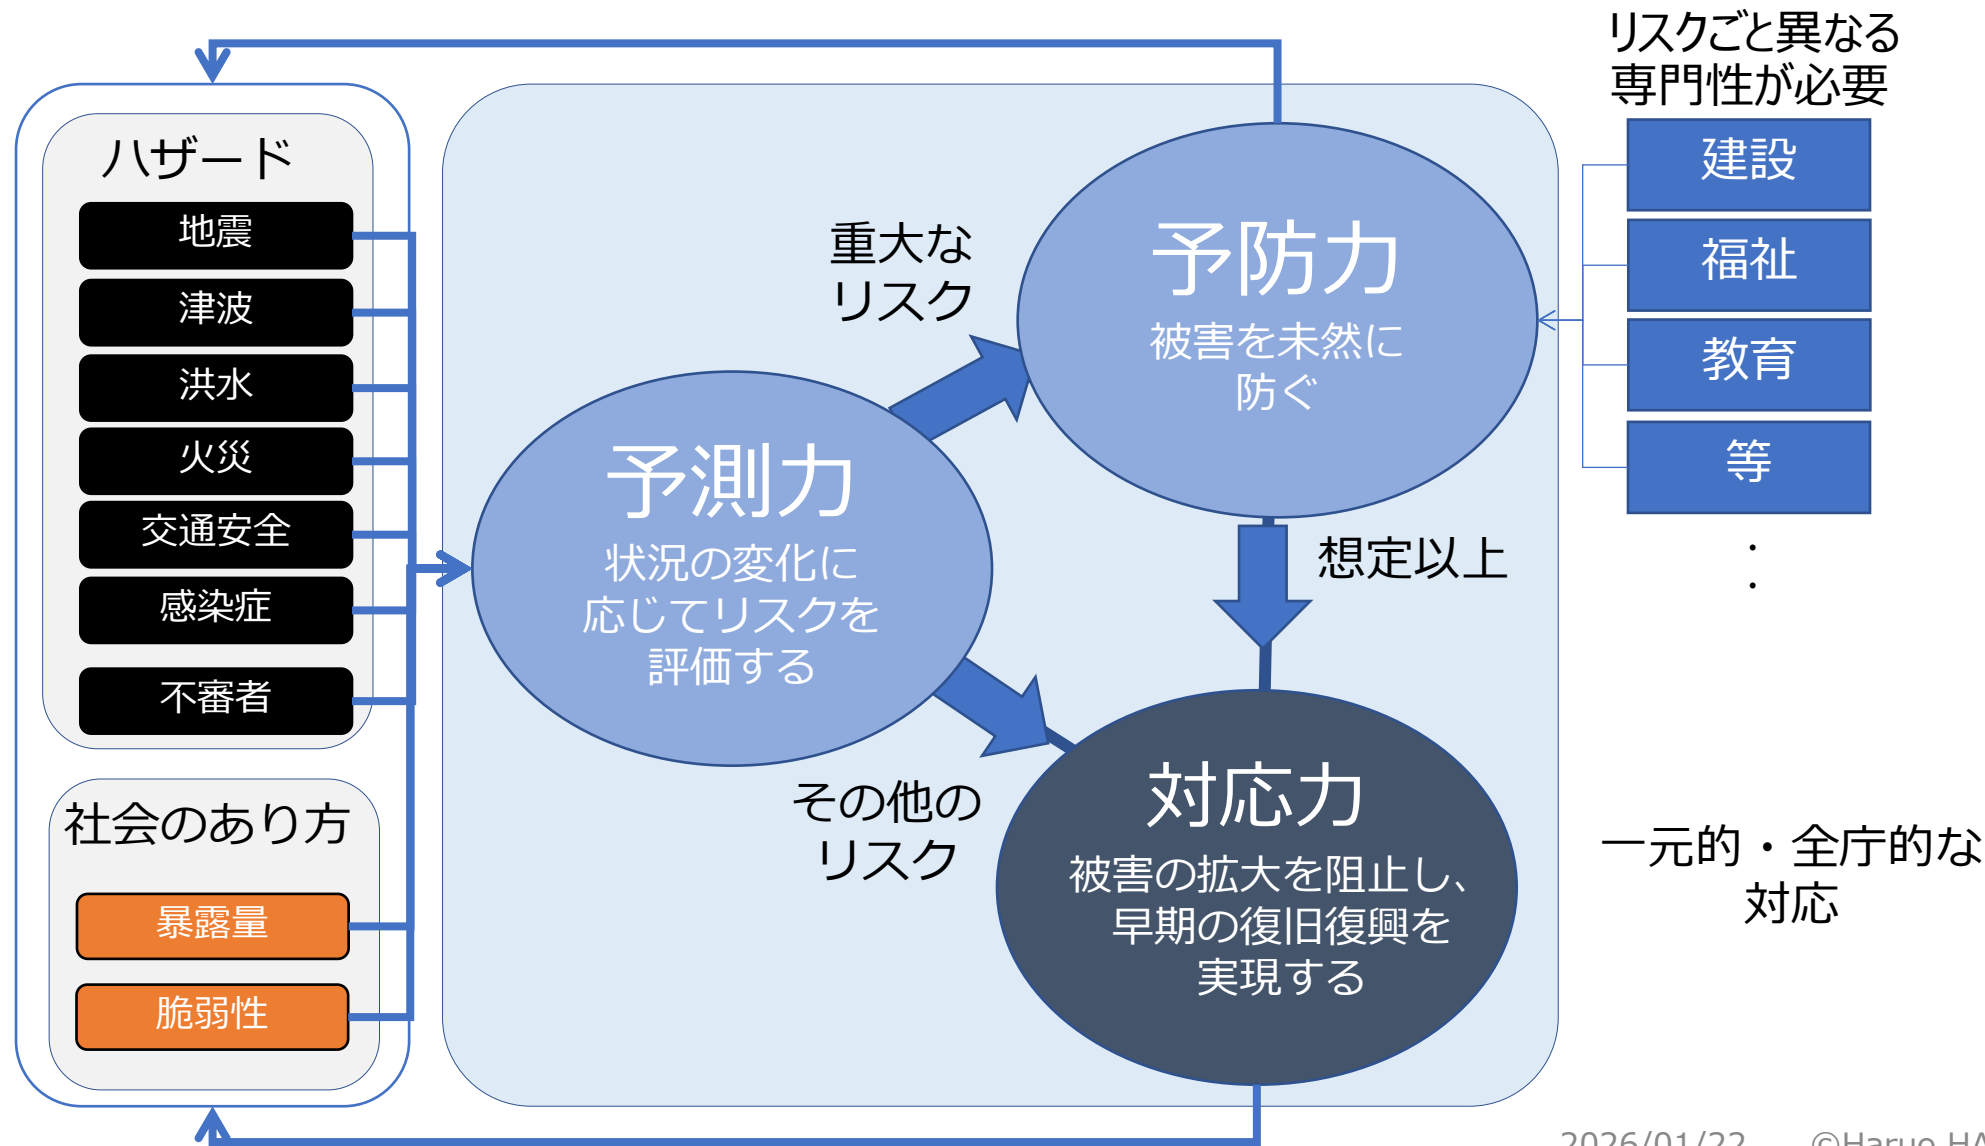 ハザード
地震
津波
洪水
火災
交通安全
感染症
不審者
社会のあり方
暴露量
脆弱性
予測力
状況の変化に
応じてリスクを
評価する
重大な
リスク
その他の
リスク
予防力
被害を未然に
防ぐ
想定以上
対応力
被害の拡大を阻止し、
早期の復旧復興を
実現する
リスクごと異なる
専門性が必要
建設
福祉
教育
等
・
・
一元的・全庁的な
対応
2026/01/22 ©Haruo HA